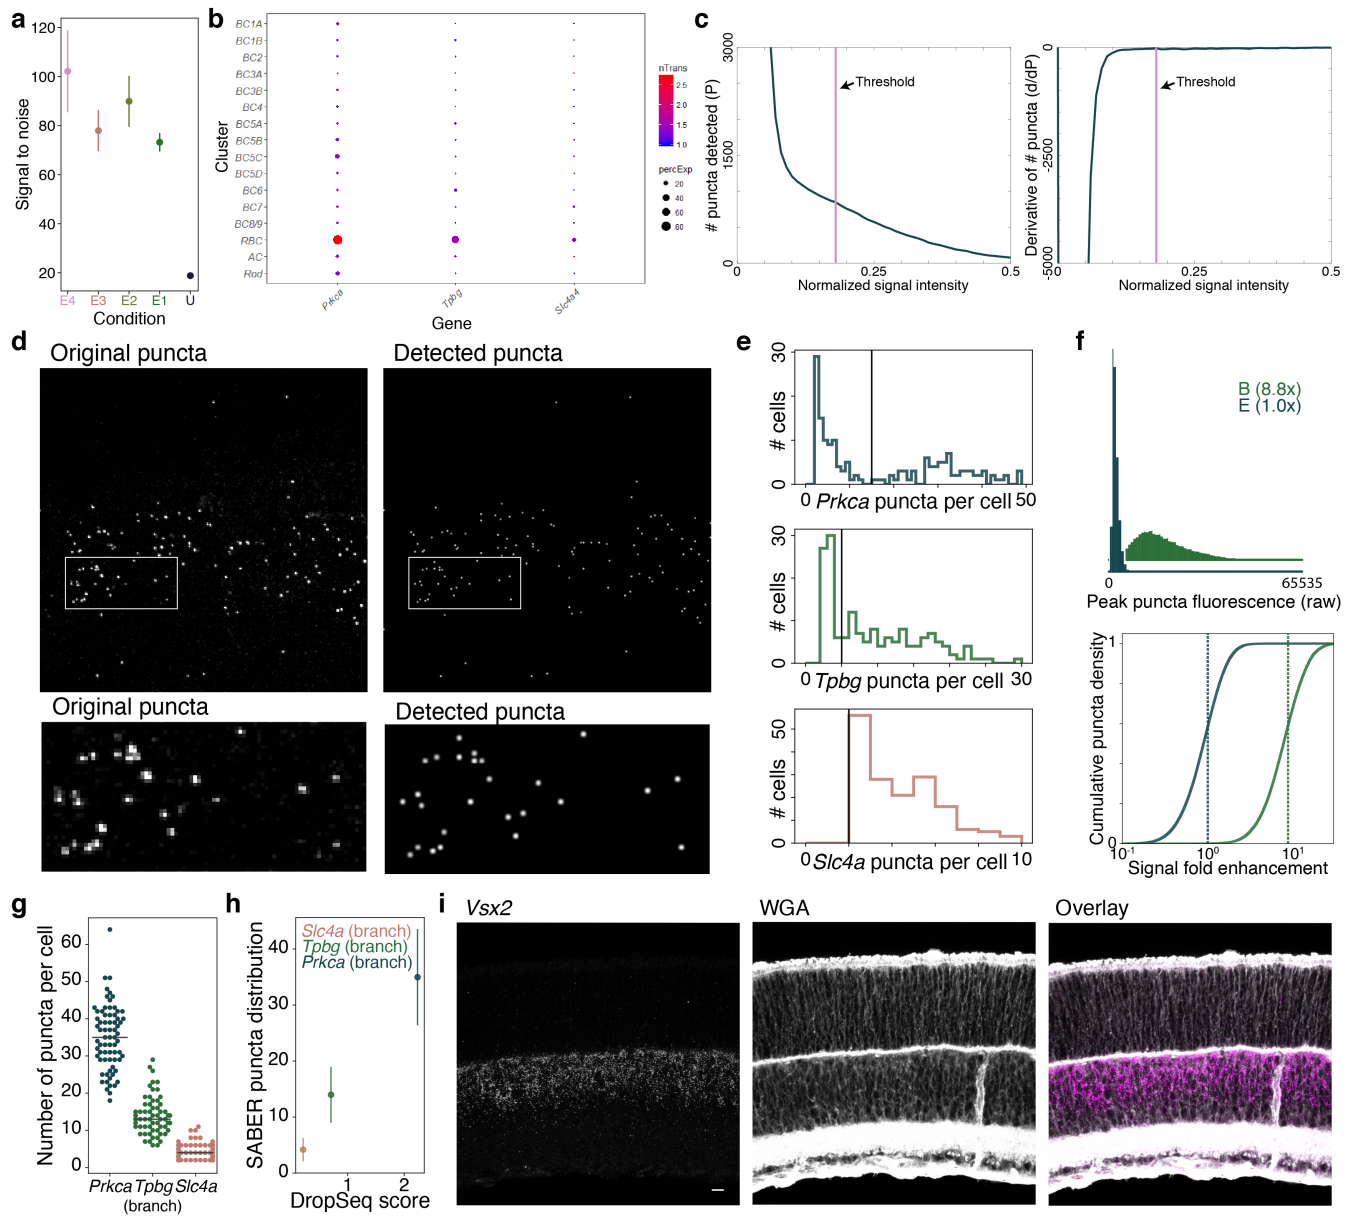 a
120
100
80
60
40
20
Signal to noise
E4 E3 E2 E1 U
Condition
b
BC1A
BC1B
BC2
BC3A
BC3B
BC4
BC5A
BC5B
BC5C
BC5D
BC6
BC7
BC8/9
RBC
AC
Rod
Cluster
Prkca Tpbg Slc4a4
Gene
nTrans
2.5
2.0
1.5
1.0
percExp
20
40
60
80
c
# puncta detected (P)
3000
1500
0
Threshold
0 0.25 0.5
Normalized signal intensity
Derivative of # puncta (d/dP)
0
-2500
-5000
Threshold
0.25 0.5
Normalized signal intensity
d
Original puncta
Detected puncta
Original puncta
Detected puncta
e
30
# cells
0
0 Prkca puncta per cell 50
30
# cells
0
0 Tpbg puncta per cell 30
50
# cells
0
0 Slc4a puncta per cell 10
f
B (8.8x)
E (1.0x)
0 65535
Peak puncta fluorescence (raw)
Cumulative puncta density
1
0
10-1 100 101
Signal fold enhancement
g
Number of puncta per cell
60
50
40
30
20
10
0
Prkca Tpbg Slc4a
(branch)
h
SABER puncta distribution
40
30
20
10
0
Slc4a (branch)
Tpbg (branch)
Prkca (branch)
1 2
DropSeq score
i
Vsx2
WGA
Overlay